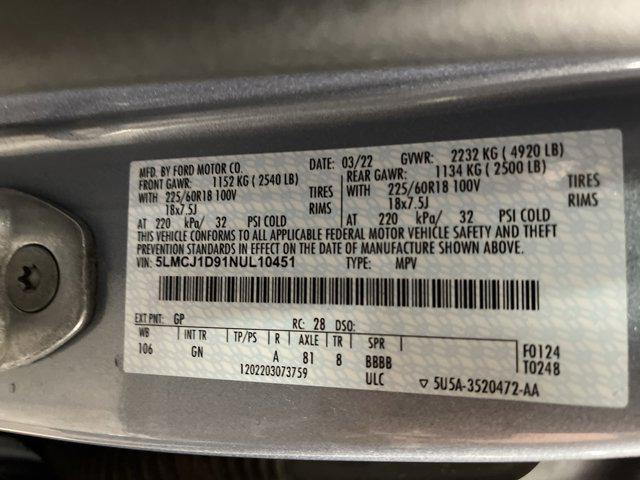 MFD. BY FORD MOTOR CO. DATE: 03/22 GVWR: 2232 KG ( 4920 LB)
FRONT GAWR: 1152 KG ( 2540 LB) REAR GAWR: 1134 KG ( 2500 LB)
WITH 225/60R18 100V TIRES WITH 225/60R18 100V TIRES
18x7.5J RIMS 18x7.5J RIMS
AT 220 kPa/ 32 PSI COLD AT 220 kPa/ 32 PSI COLD
THIS VEHICLE CONFORMS TO ALL APPLICABLE FEDERAL MOTOR VEHICLE SAFETY AND THEFT
PREVENTION STANDARDS IN EFFECT ON THE DATE OF MANUFACTURE SHOWN ABOVE.
VIN: 5LMCJ1D91NUL10451 TYPE: MPV
EXT PNT: GP RC: 28 DSO:
WB INT TR TP/PS R AXLE TR SPR
106 GN A 81 8 BBBB F0124
1202203073759 ULC T0248
▽ 5U5A-3520472-AA